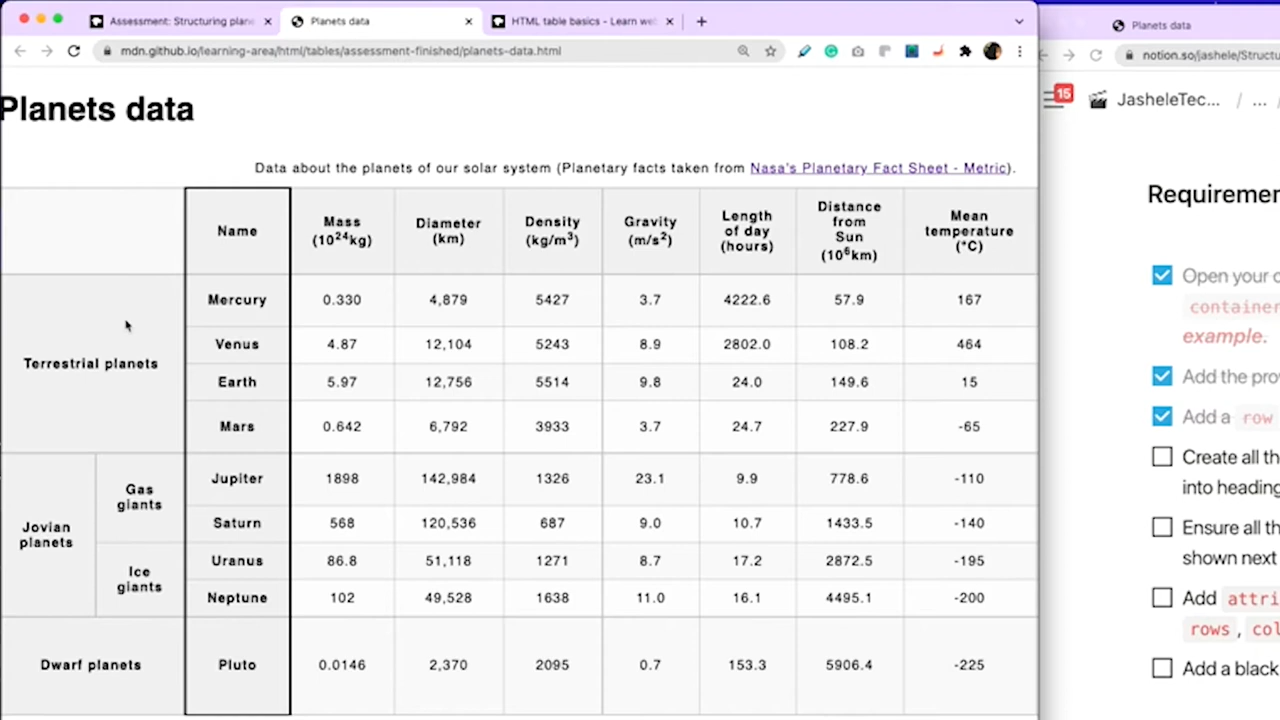 Assessment: Structuring plane
Planets data
HTML table basics - Learn we
Planets data
mdn.github.io/learning-area/html/tables/assessment-finished/planets-data.html
notion.so/jashele/Structu
15
JasheleTec... / ... /
Planets data
Data about the planets of our solar system (Planetary facts taken from Nasa's Planetary Fact Sheet - Metric).
Name
Mass
(10²⁴kg)
Diameter
(km)
Density
(kg/m³)
Gravity
(m/s²)
Length
of day
(hours)
Distance
from
Sun
(10⁶km)
Mean
temperature
(°C)
Terrestrial planets
Mercury 0.330 4,879 5427 3.7 4222.6 57.9 167
Venus 4.87 12,104 5243 8.9 2802.0 108.2 464
Earth 5.97 12,756 5514 9.8 24.0 149.6 15
Mars 0.642 6,792 3933 3.7 24.7 227.9 -65
Jovian
planets
Gas
giants
Jupiter 1898 142,984 1326 23.1 9.9 778.6 -110
Saturn 568 120,536 687 9.0 10.7 1433.5 -140
Ice
giants
Uranus 86.8 51,118 1271 8.7 17.2 2872.5 -195
Neptune 102 49,528 1638 11.0 16.1 4495.1 -200
Dwarf planets Pluto 0.0146 2,370 2095 0.7 153.3 5906.4 -225
Requiremen
Open your c
container
example.
Add the prov
Add a row
Create all th
into heading
Ensure all th
shown next
Add attri
rows, col
Add a black